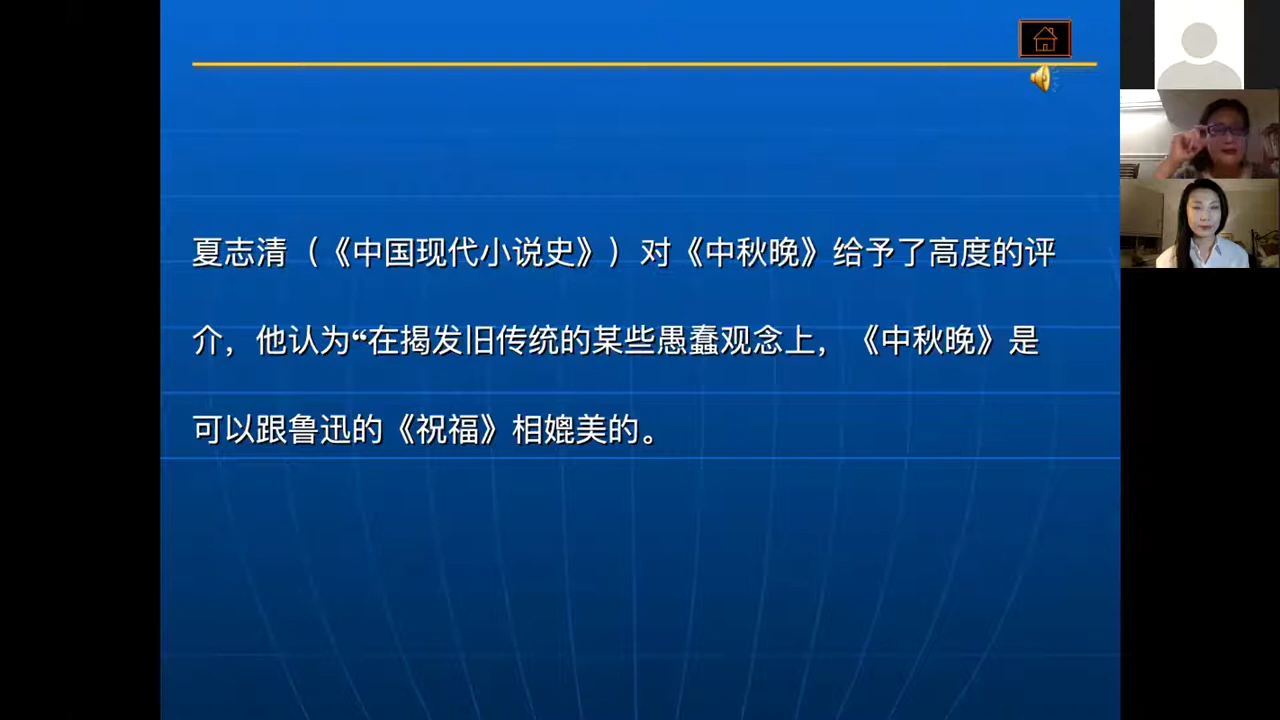 夏志清（《中国现代小说史》）对《中秋晚》给予了高度的评
介，他认为“在揭发旧传统的某些愚蠢观念上，《中秋晚》是
可以跟鲁迅的《祝福》相媲美的。